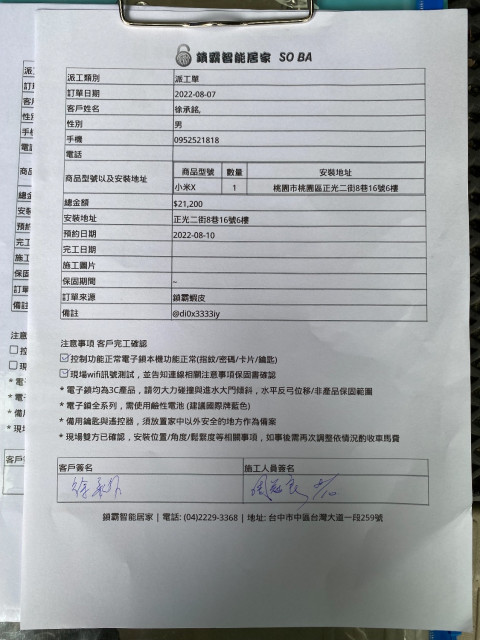 鎖霸智能居家 SO BA
派工類別 派工單
訂單日期 2022-08-07
客戶姓名 徐承銘,
性別 男
手機 0952521818
電話
商品型號以及安裝地址
商品型號 數量 安裝地址
小米X 1 桃園市桃園區正光二街8巷16號6樓
總金額 $21,200
安裝地址 正光二街8巷16號6樓
預約日期 2022-08-10
完工日期
施工圖片
保固期間 ~
訂單來源 鎖霸蝦皮
備註 @di0x3333iy
注意事項 客戶完工確認
控制功能正常電子鎖本機功能正常(指紋/密碼/卡片/鑰匙)
現場wifi訊號測試，並告知連線相關注意事項保固書確認
* 電子鎖均為3C產品，請勿大力碰撞與進水大門傾斜，水平反弓位移/非產品保固範圍
* 電子鎖全系列，需使用鹼性電池 (建議國際牌藍色)
* 備用鑰匙與遙控器，須放置家中以外安全的地方作為備案
* 現場雙方已確認，安裝位置/角度/鬆緊度等相關事項，如事後需再次調整依情況酌收車馬費
客戶簽名 施工人員簽名
8/10
鎖霸智能居家 | 電話: (04)2229-3368 | 地址: 台中市中區台灣大道一段259號